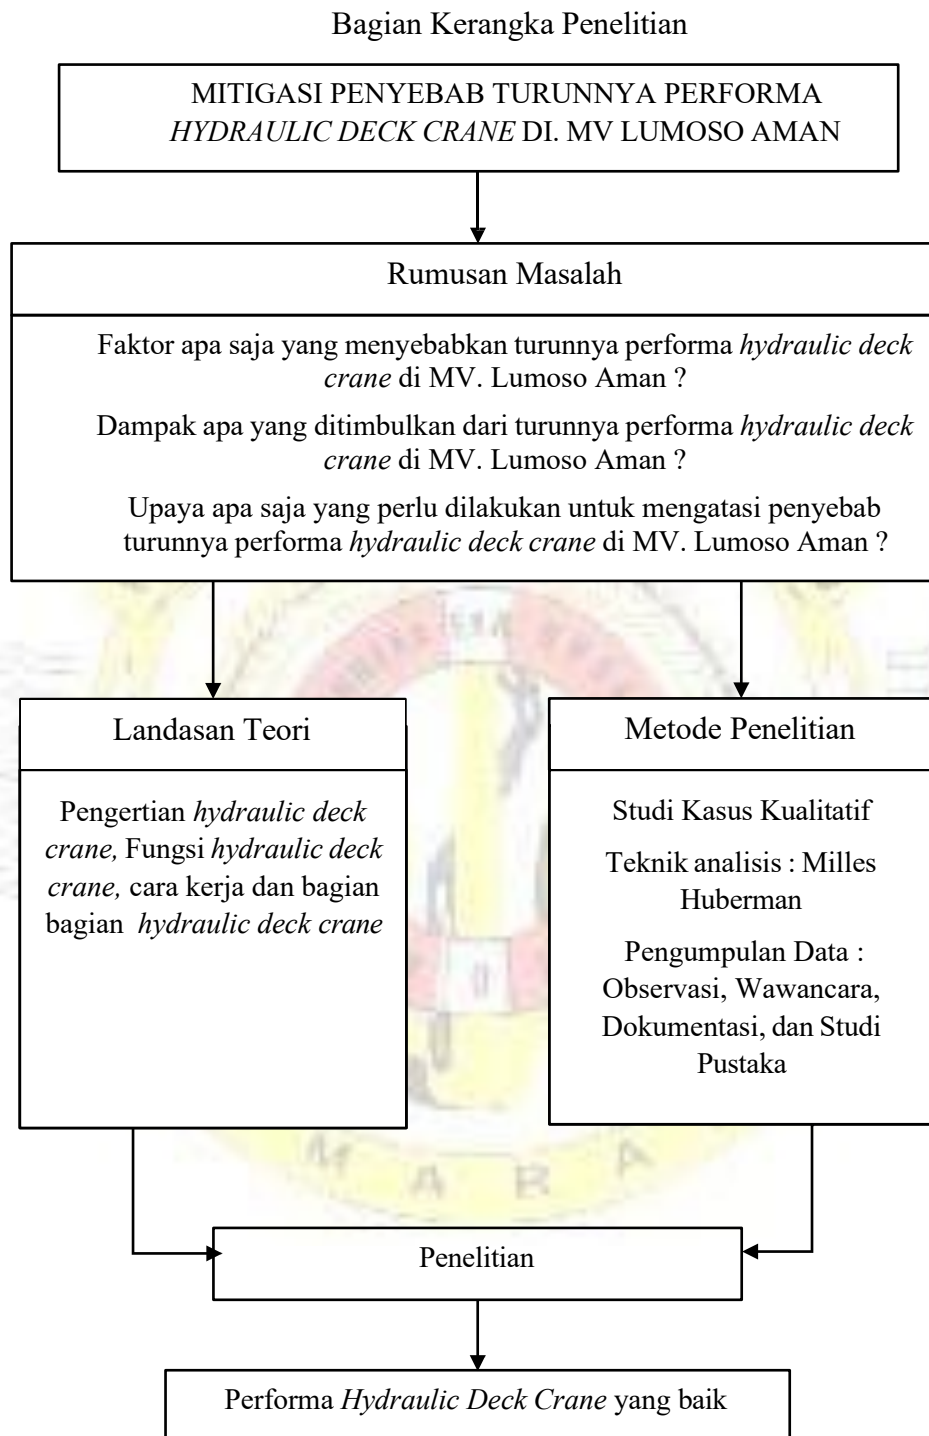 Bagian Kerangka Penelitian
MITIGASI PENYEBAB TURUNNYA PERFORMA
HYDRAULIC DECK CRANE DI. MV LUMOSO AMAN
Rumusan Masalah
Faktor apa saja yang menyebabkan turunnya performa hydraulic deck
crane di MV. Lumoso Aman ?
Dampak apa yang ditimbulkan dari turunnya performa hydraulic deck
crane di MV. Lumoso Aman ?
Upaya apa saja yang perlu dilakukan untuk mengatasi penyebab
turunnya performa hydraulic deck crane di MV. Lumoso Aman ?
Landasan Teori
Pengertian hydraulic deck
crane, Fungsi hydraulic deck
crane, cara kerja dan bagian
bagian hydraulic deck crane
Metode Penelitian
Studi Kasus Kualitatif
Teknik analisis : Milles
Huberman
Pengumpulan Data :
Observasi, Wawancara,
Dokumentasi, dan Studi
Pustaka
M A R A
Penelitian
Performa Hydraulic Deck Crane yang baik